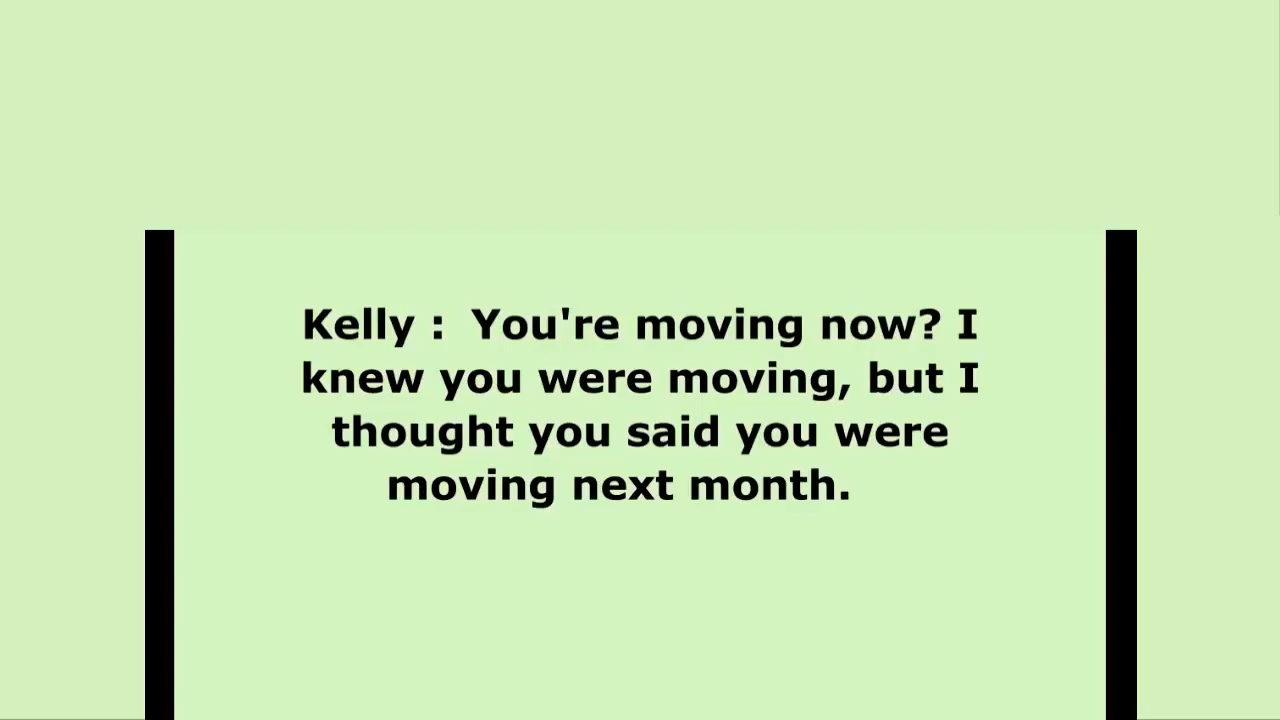 Kelly :  You're moving now? I
knew you were moving, but I
thought you said you were
moving next month.